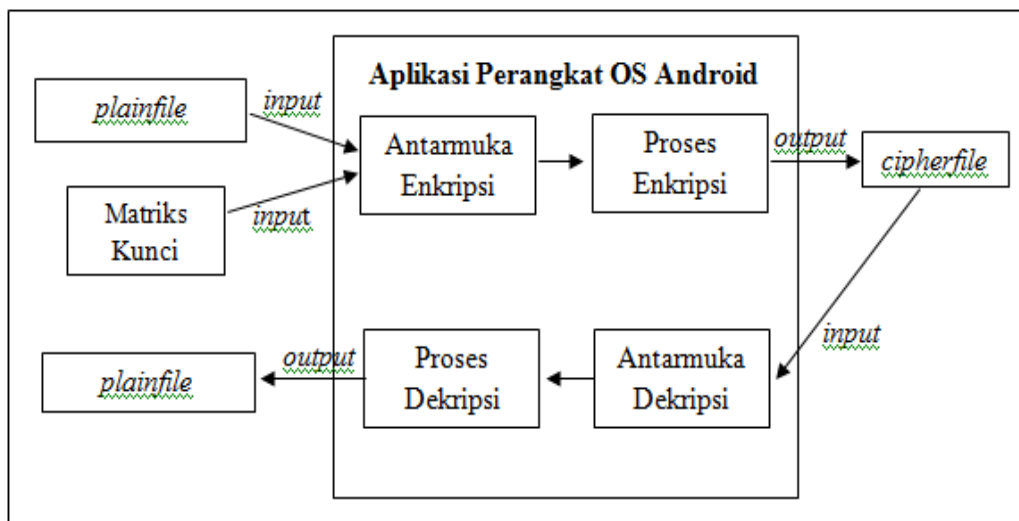 Aplikasi Perangkat OS Android
plainfile
input
Antarmuka
Enkripsi
Proses
Enkripsi
output
cipherfile
Matriks
Kunci
input
plainfile
output
Proses
Dekripsi
Antarmuka
Dekripsi
input